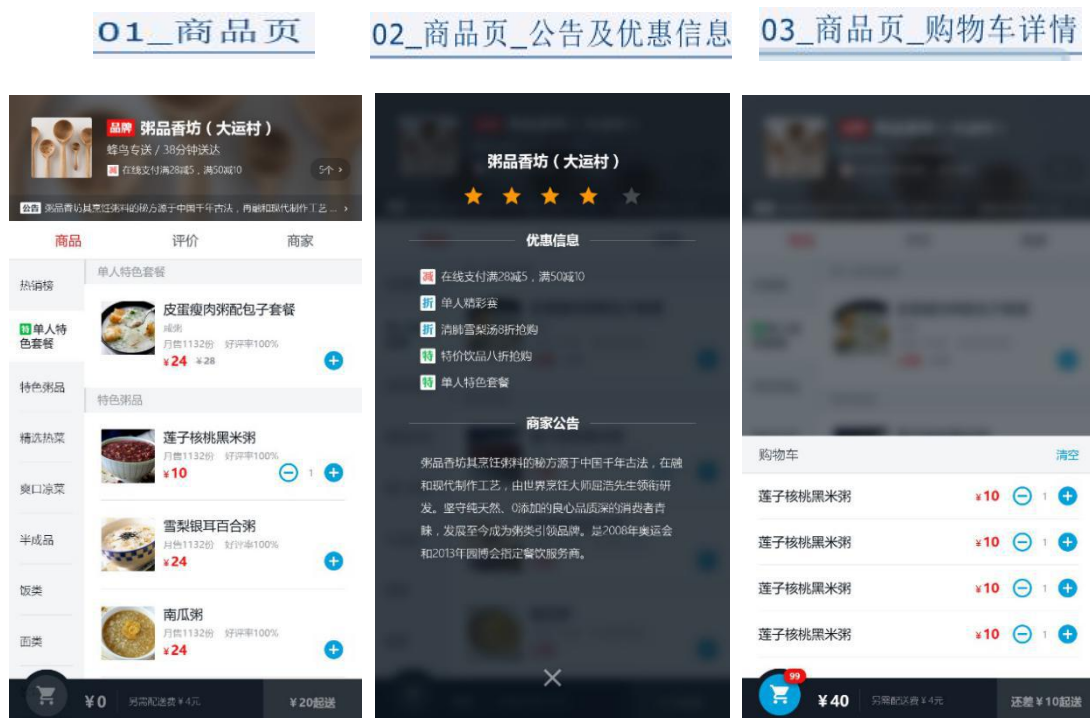 01_商品页
02_商品页_公告及优惠信息
03_商品页_购物车详情
品牌 粥品香坊（大运村）
蜂鸟专送 / 38分钟送达
减 在线支付满28减5，满50减10
5个 >
公告 粥品香坊其烹饪粥料的秘方源于中国千年古法，再融和现代制作工艺... >
商品 评价 商家
热销榜
特 单人特
色套餐
特色粥品
精选热菜
爽口凉菜
半成品
饭类
面类
单人特色套餐
皮蛋瘦肉粥配包子套餐
咸粥
月售1132份 好评率100%
¥24 ¥28
特色粥品
莲子核桃黑米粥
月售1132份 好评率100%
¥10 1
雪梨银耳百合粥
月售1132份 好评率100%
¥24
南瓜粥
月售1132份 好评率100%
¥24
¥0 另需配送费¥4元 ¥20起送
粥品香坊（大运村）
优惠信息
减 在线支付满28减5，满50减10
折 单人精彩套
折 清肺雪梨汤8折抢购
特 特价饮品八折抢购
特 单人特色套餐
商家公告
粥品香坊其烹饪粥料的秘方源于中国千年古法，在融
和现代制作工艺，由世界烹饪大师屈浩先生领衔研
发。坚守纯天然、0添加的良心品质深的消费者青
睐，发展至今成为粥类引领品牌。是2008年奥运会
和2013年园博会指定餐饮服务商。
购物车 清空
莲子核桃黑米粥 ¥10 1
莲子核桃黑米粥 ¥10 1
莲子核桃黑米粥 ¥10 1
莲子核桃黑米粥 ¥10 1
99
¥40 另需配送费¥4元 还差¥10起送